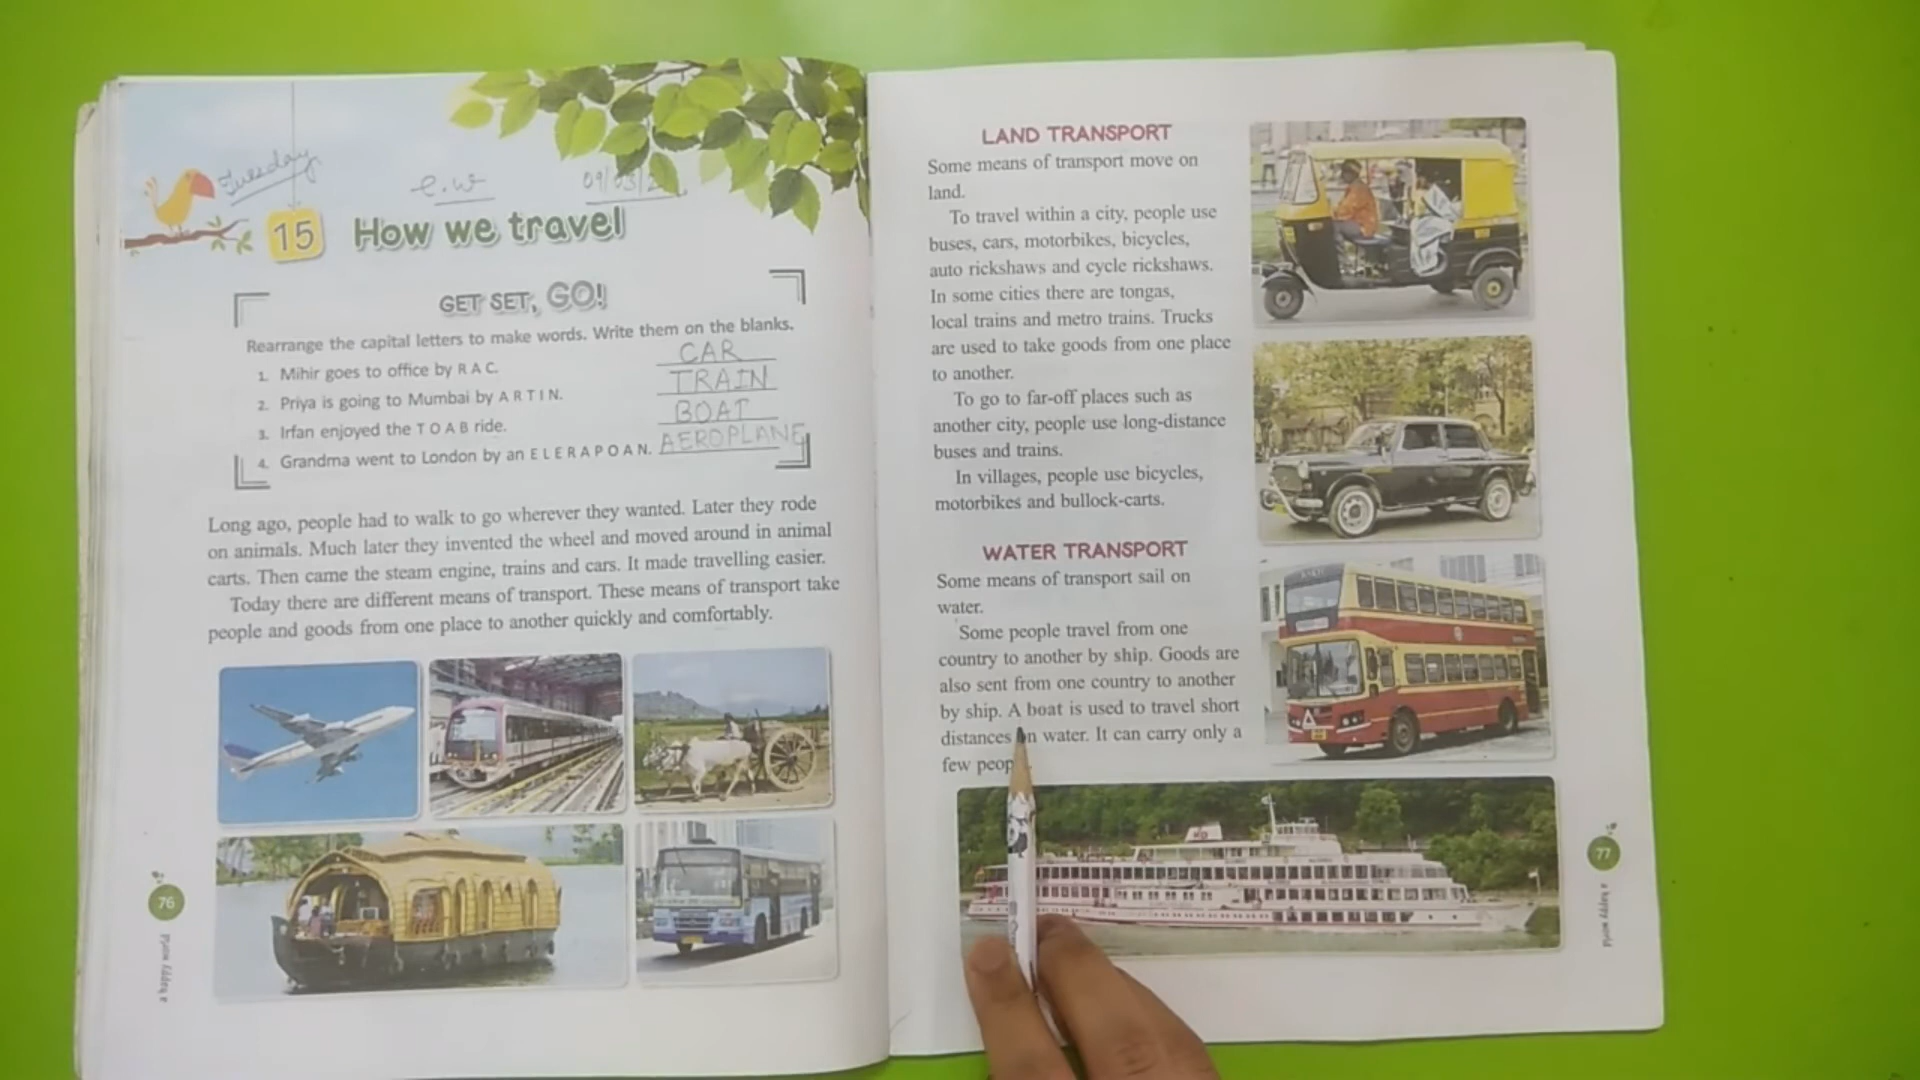 Tuesday
c.w
15 How we travel
GET SET, GO!
Rearrange the capital letters to make words. Write them on the blanks.
1. Mihir goes to office by R A C. CAR
2. Priya is going to Mumbai by A R T I N. TRAIN
3. Irfan enjoyed the T O A B ride. BOAT
4. Grandma went to London by an E L E R A P O A N. AEROPLANE
Long ago, people had to walk to go wherever they wanted. Later they rode
on animals. Much later they invented the wheel and moved around in animal
carts. Then came the steam engine, trains and cars. It made travelling easier.
Today there are different means of transport. These means of transport take
people and goods from one place to another quickly and comfortably.
76
a happy world
LAND TRANSPORT
Some means of transport move on
land.
To travel within a city, people use
buses, cars, motorbikes, bicycles,
auto rickshaws and cycle rickshaws.
In some cities there are tongas,
local trains and metro trains. Trucks
are used to take goods from one place
to another.
To go to far-off places such as
another city, people use long-distance
buses and trains.
In villages, people use bicycles,
motorbikes and bullock-carts.
WATER TRANSPORT
Some means of transport sail on
water.
Some people travel from one
country to another by ship. Goods are
also sent from one country to another
by ship. A boat is used to travel short
distances on water. It can carry only a
few peop
77
a happy world